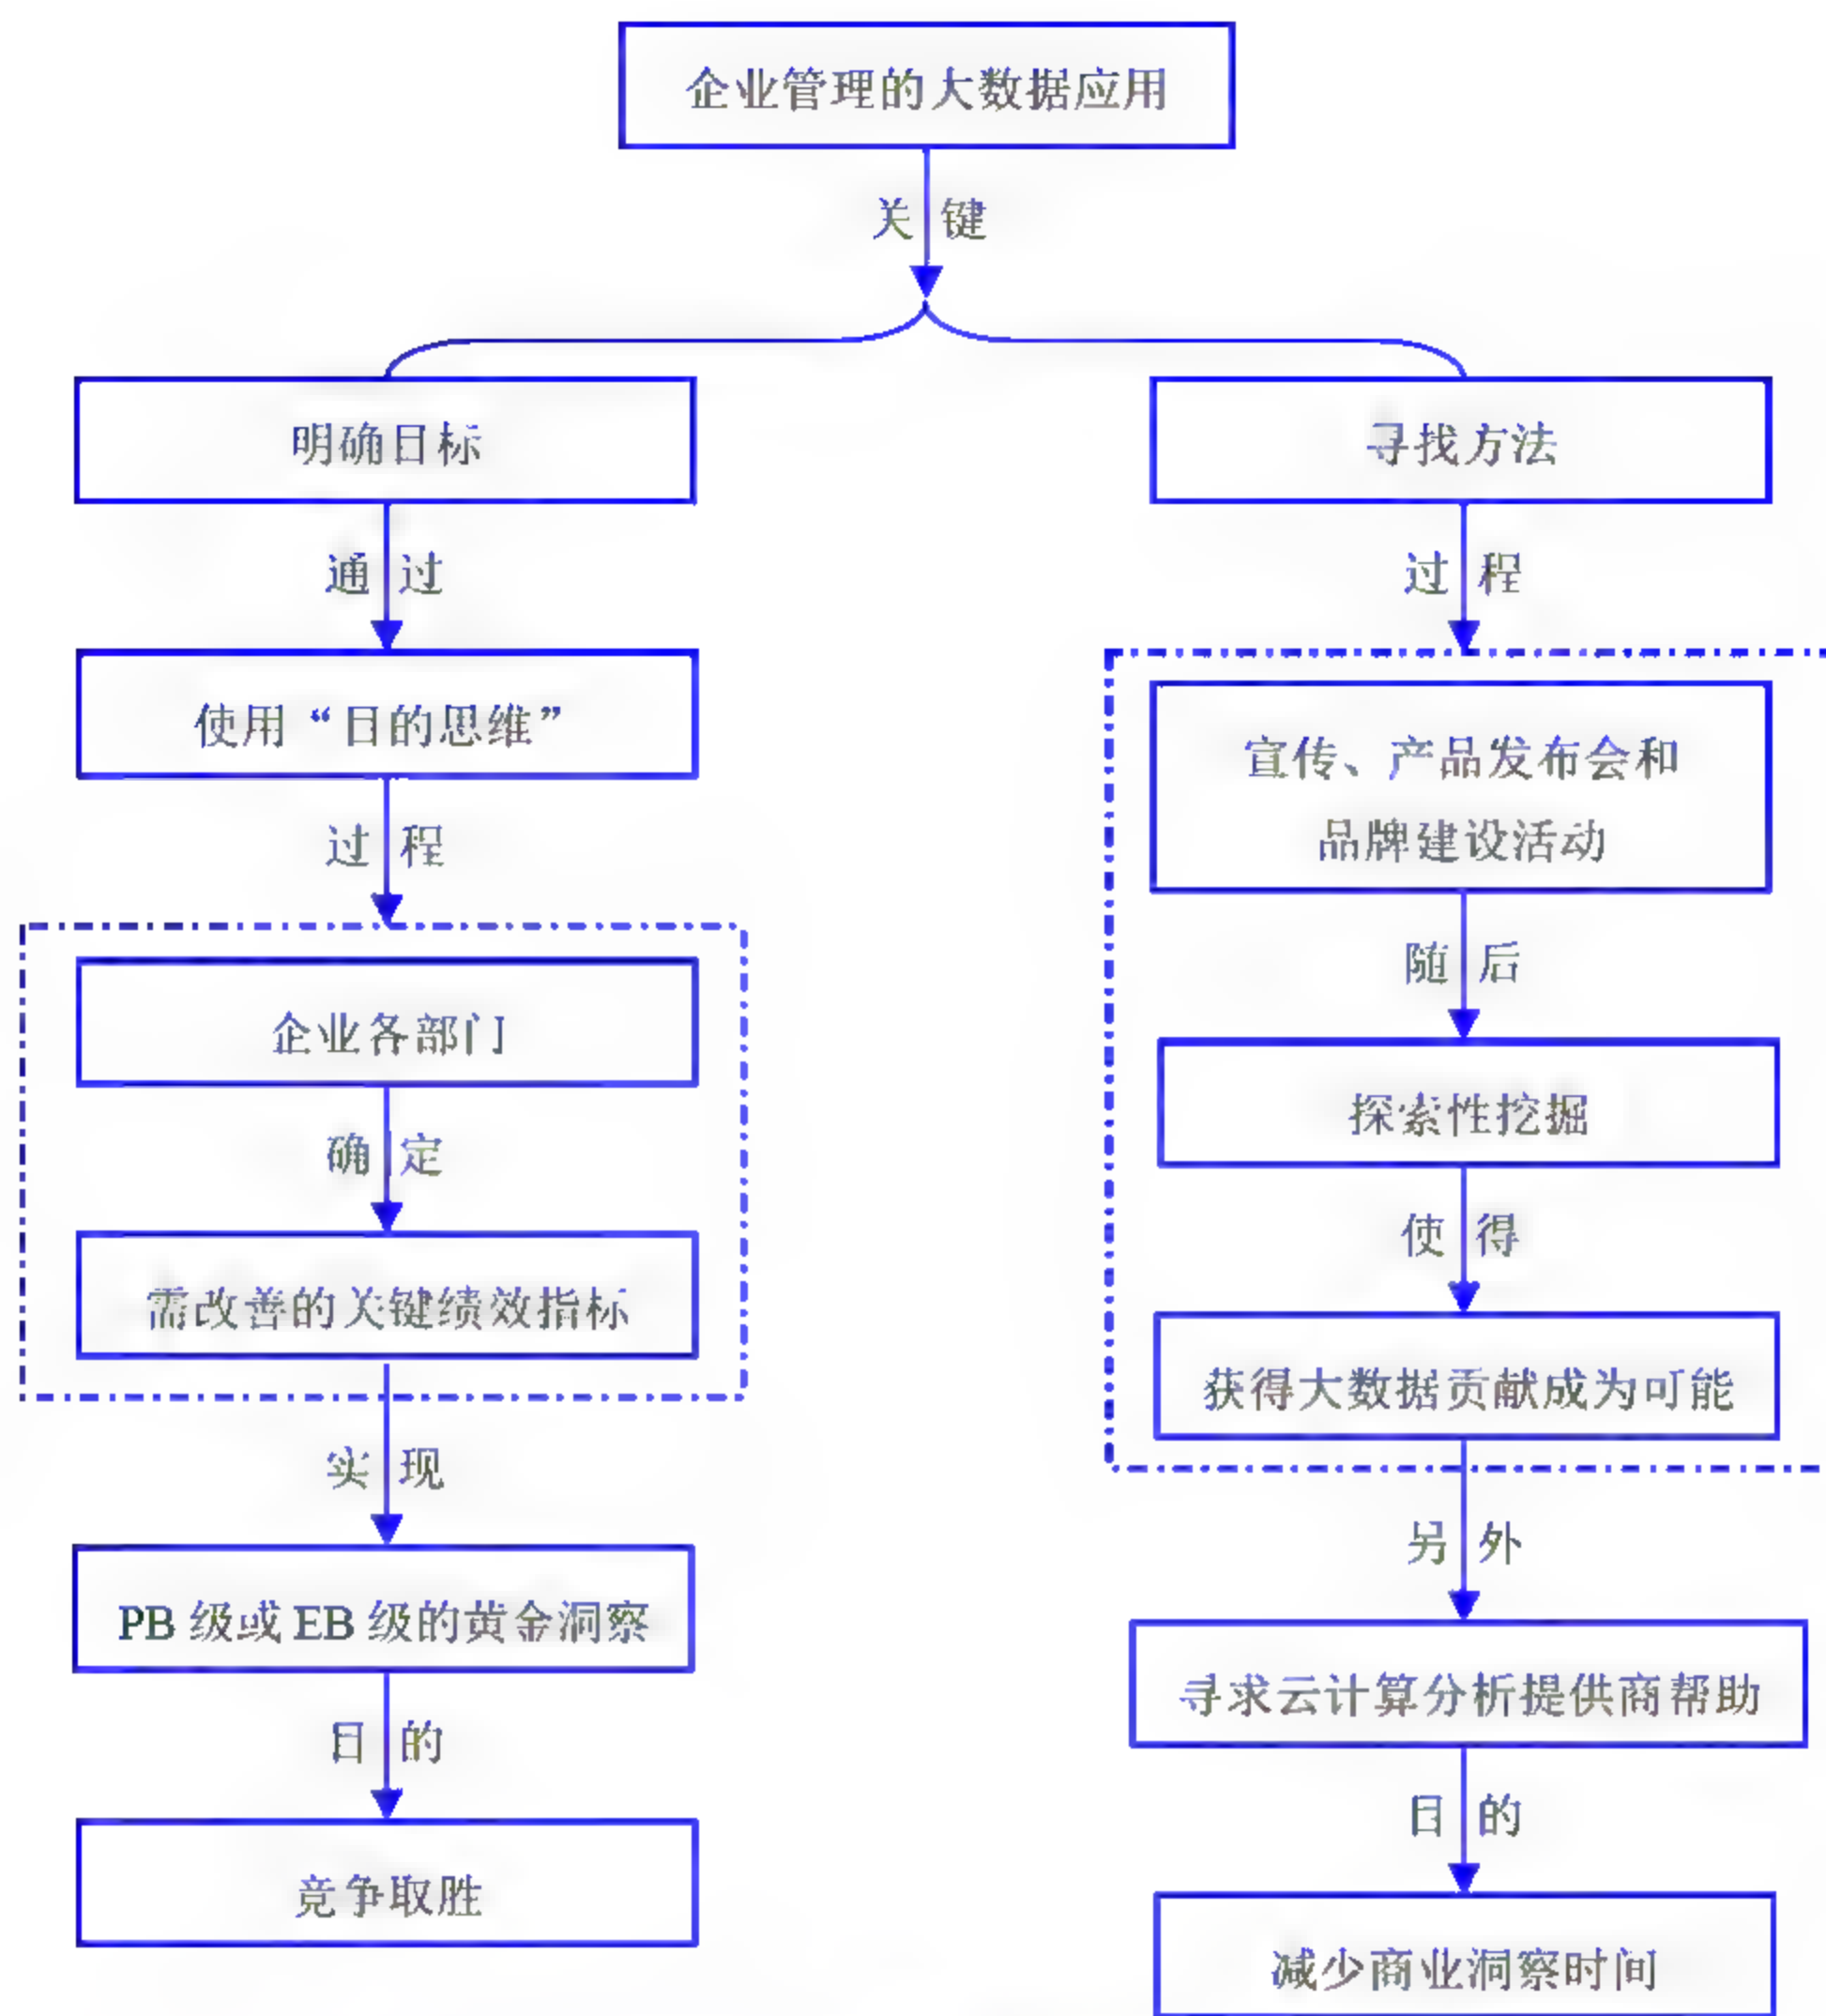 企业管理的大数据应用
关键
明确目标
通过
使用“目的思维”
过程
企业各部门
确定
需改善的关键绩效指标
实现
PB 级或 EB 级的黄金洞察
目的
竞争取胜
寻找方法
过程
宣传、产品发布会和
品牌建设活动
随后
探索性挖掘
使得
获得大数据贡献成为可能
另外
寻求云计算分析提供商帮助
目的
减少商业洞察时间